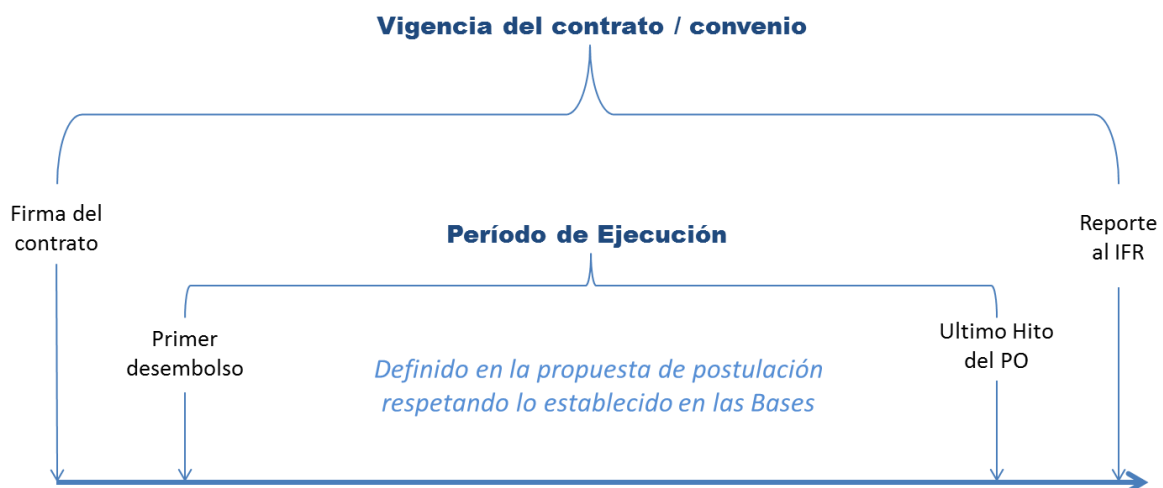 Vigencia del contrato / convenio
Firma del
contrato
Reporte
al IFR
Período de Ejecución
Primer
desembolso
Ultimo Hito
del PO
Definido en la propuesta de postulación
respetando lo establecido en las Bases